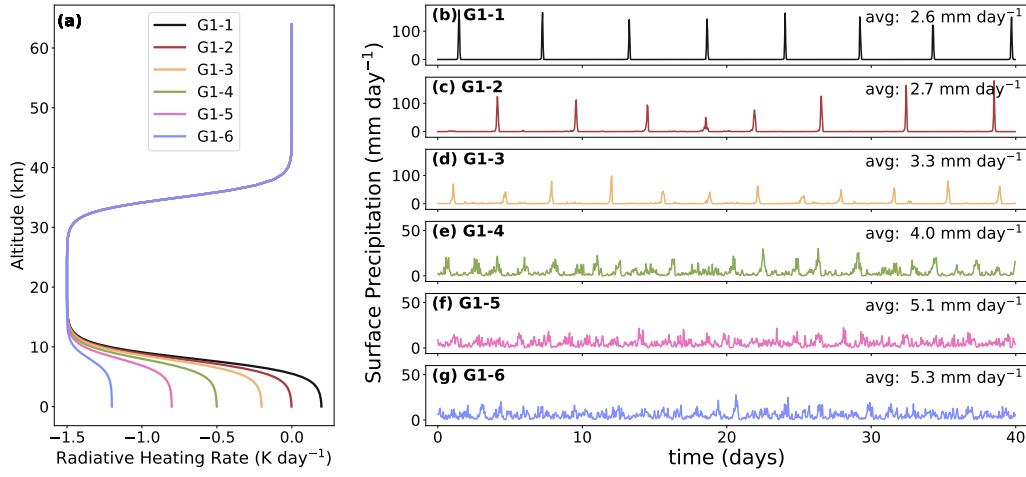 (a)
G1-1
G1-2
G1-3
G1-4
G1-5
G1-6
60
50
40
30
20
10
0
Altitude (km)
−1.5
−1.0
−0.5
0.0
Radiative Heating Rate (K day⁻¹)
Surface Precipitation (mm day⁻¹)
(b) G1-1
avg: 2.6 mm day⁻¹
100
0
(c) G1-2
avg: 2.7 mm day⁻¹
100
0
(d) G1-3
avg: 3.3 mm day⁻¹
100
0
(e) G1-4
avg: 4.0 mm day⁻¹
50
0
(f) G1-5
avg: 5.1 mm day⁻¹
50
0
(g) G1-6
avg: 5.3 mm day⁻¹
50
0
0
10
20
30
40
time (days)